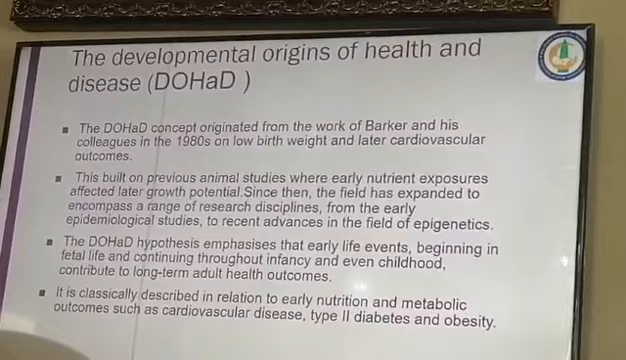 The developmental origins of health and
disease (DOHaD )
▪ The DOHaD concept originated from the work of Barker and his
colleagues in the 1980s on low birth weight and later cardiovascular
outcomes.
▪ This built on previous animal studies where early nutrient exposures
affected later growth potential.Since then, the field has expanded to
encompass a range of research disciplines, from the early
epidemiological studies, to recent advances in the field of epigenetics.
▪ The DOHaD hypothesis emphasises that early life events, beginning in
fetal life and continuing throughout infancy and even childhood,
contribute to long-term adult health outcomes.
▪ It is classically described in relation to early nutrition and metabolic
outcomes such as cardiovascular disease, type II diabetes and obesity.